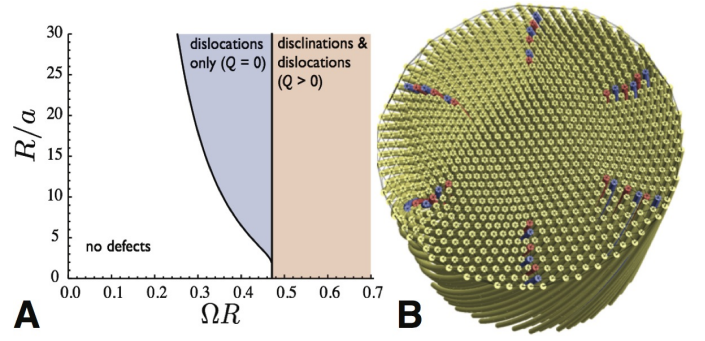 30
25
20
15
10
5
0
R/a
dislocations
only (Q = 0)
disclinations &
dislocations
(Q > 0)
no defects
0.0 0.1 0.2 0.3 0.4 0.5 0.6 0.7
ΩR
A
B